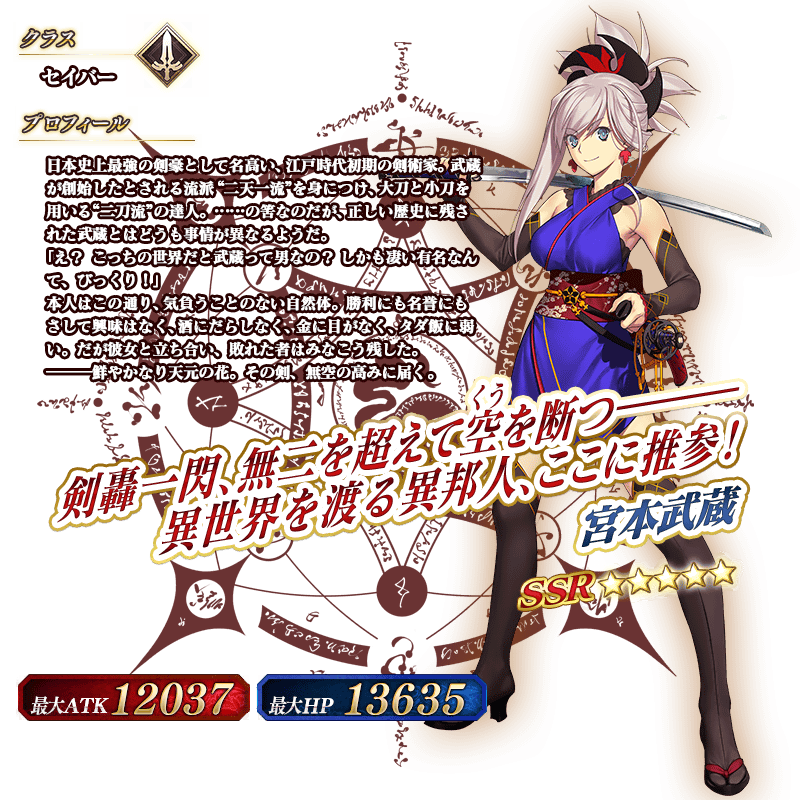 クラス
セイバー
プロフィール
日本史上最強の剣豪として名高い、江戸時代初期の剣術家。武蔵
が創始したとされる流派“二天一流”を身につけ、大刀と小刀を
用いる“二刀流”の達人。……の筈なのだが、正しい歴史に残さ
れた武蔵とはどうも事情が異なるようだ。
「え？ こっちの世界だと武蔵って男なの？ しかも凄い有名なん
て、びっくり！」
本人はこの通り、気負うことのない自然体。勝利にも名誉にも
さして興味はなく、酒にだらしなく、金に目がなく、タダ飯に弱
い。だが彼女と立ち合い、敗れた者はみなこう残した。
───鮮やかなり天元の花。その剣、無空の高みに届く。
くう
剣轟一閃、無二を超えて空を断つ───
異世界を渡る異邦人、ここに推参！
宮本武蔵
SSR ★★★★★
最大ATK 12037
最大HP 13635